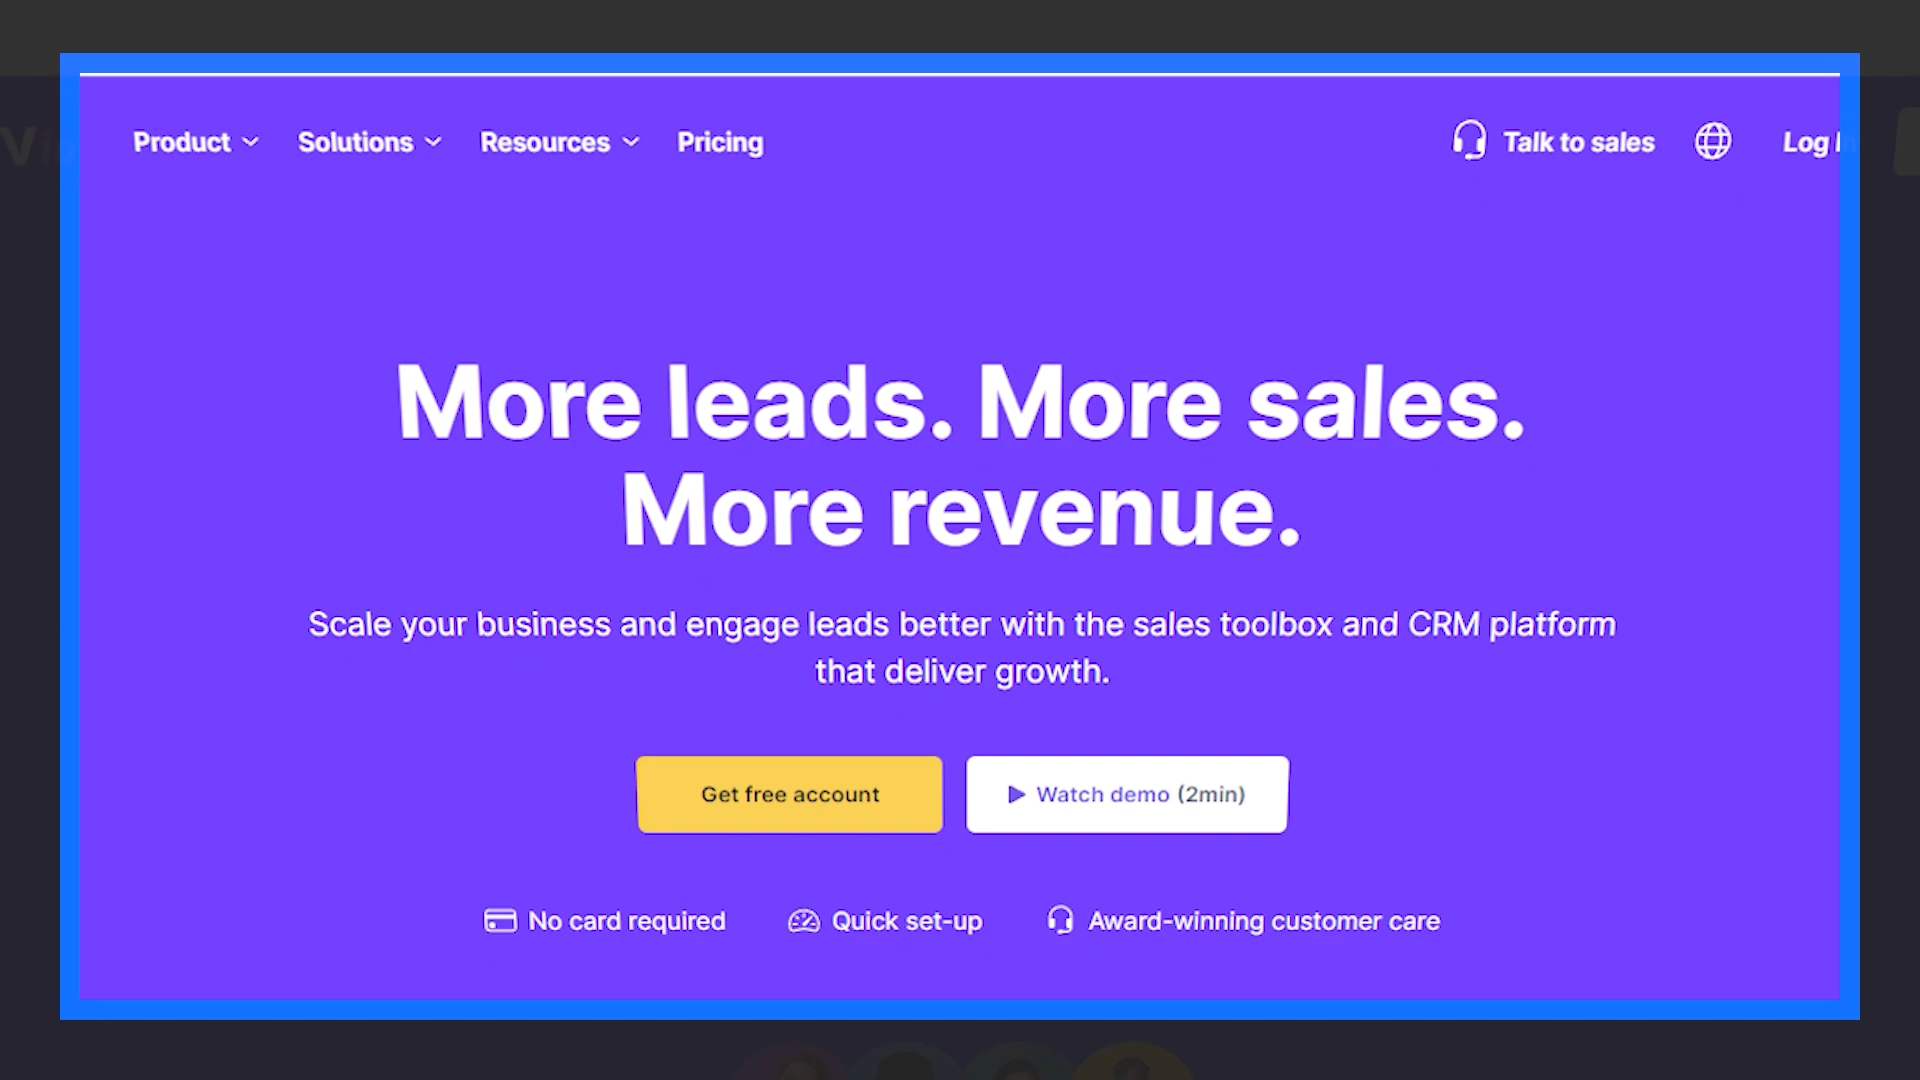 Product Solutions Resources Pricing Talk to sales Log In
More leads. More sales.
More revenue.
Scale your business and engage leads better with the sales toolbox and CRM platform
that deliver growth.
Get free account Watch demo (2min)
No card required Quick set-up Award-winning customer care